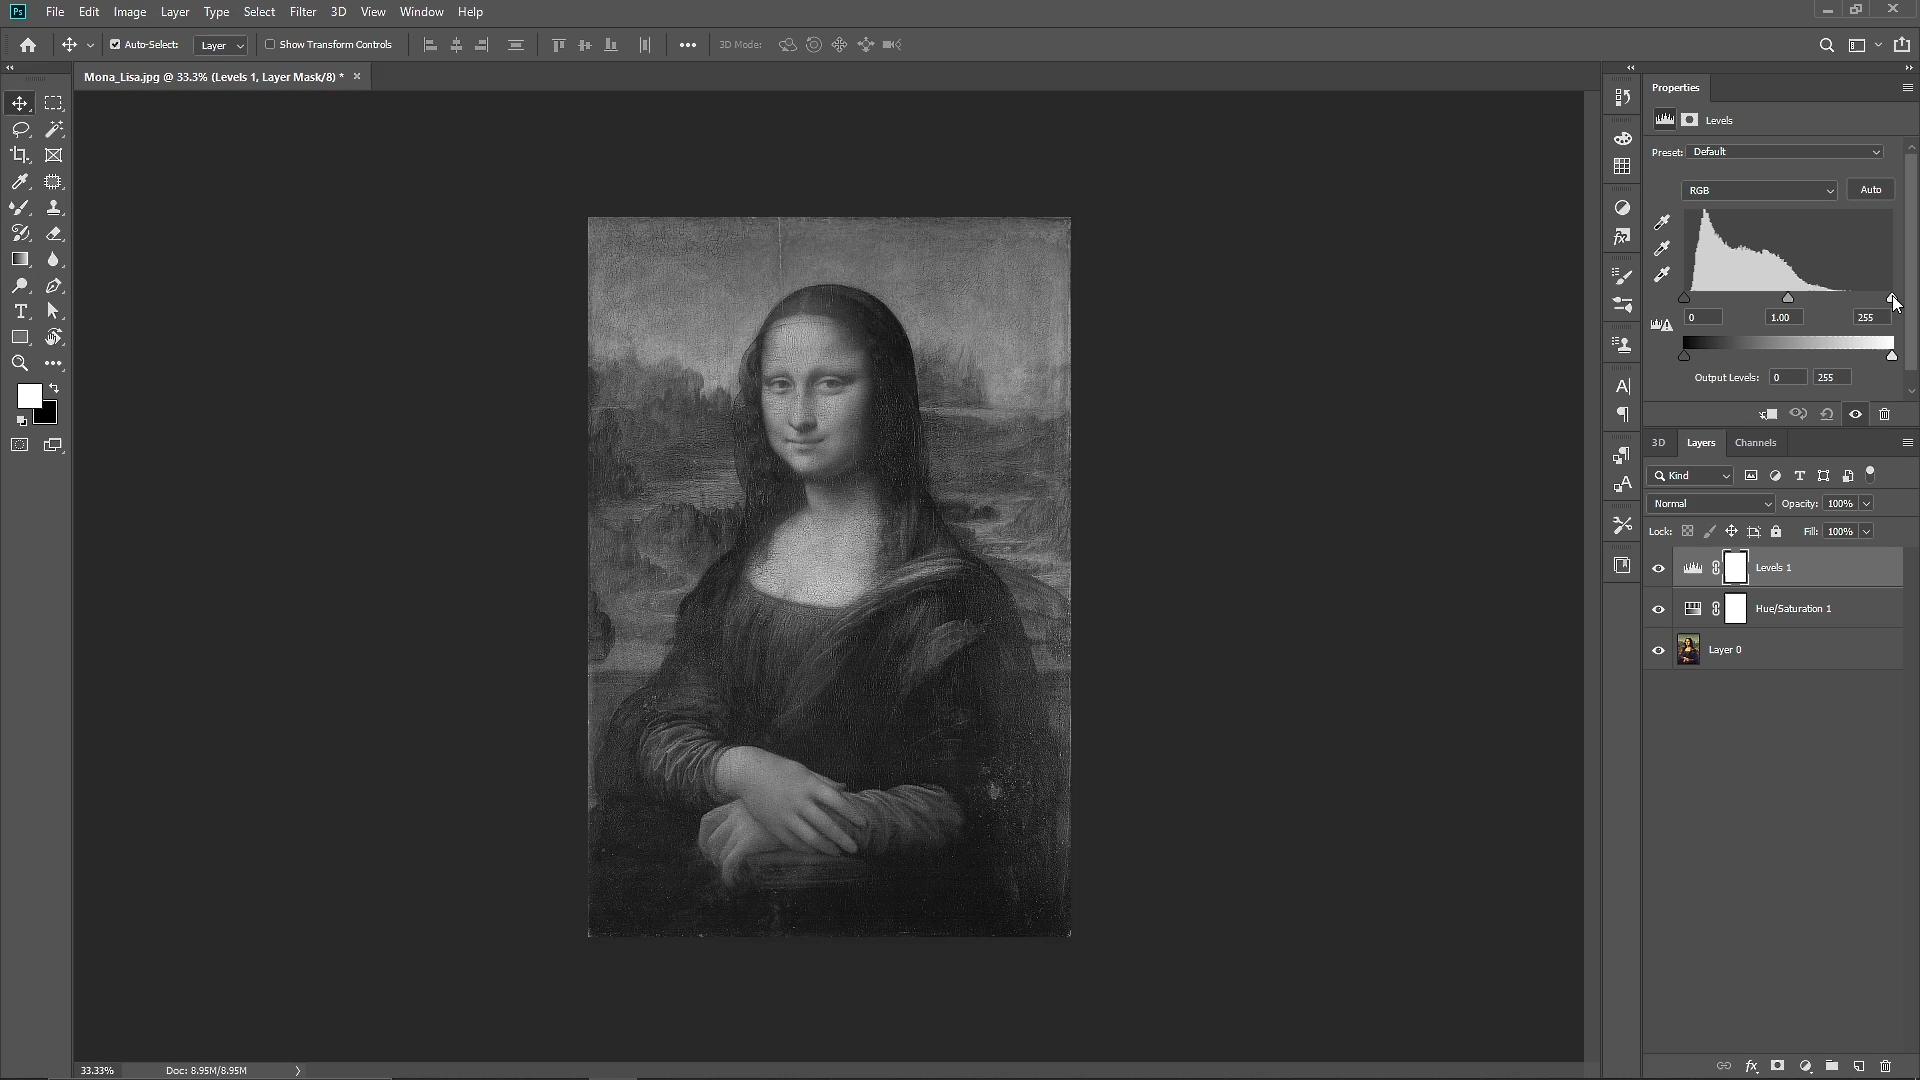 Ps File Edit Image Layer Type Select Filter 3D View Window Help
Auto-Select: Layer Show Transform Controls 3D Mode:
Mona_Lisa.jpg @ 33.3% (Levels 1, Layer Mask/8) *
Properties
Levels
Preset: Default
RGB Auto
0 1.00 255
Output Levels: 0 255
3D Layers Channels
Kind
Normal Opacity: 100%
Lock: Fill: 100%
Levels 1
Hue/Saturation 1
Layer 0
33.33% Doc: 8.95M/8.95M